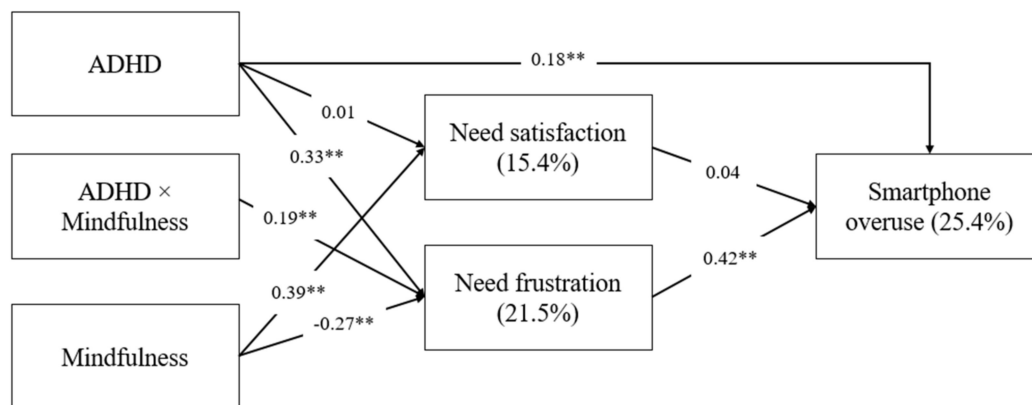 ADHD
0.18**
0.01
Need satisfaction
(15.4%)
0.33**
0.04
ADHD ×
Mindfulness
Smartphone
overuse (25.4%)
0.19**
0.42**
Need frustration
(21.5%)
0.39**
-0.27**
Mindfulness